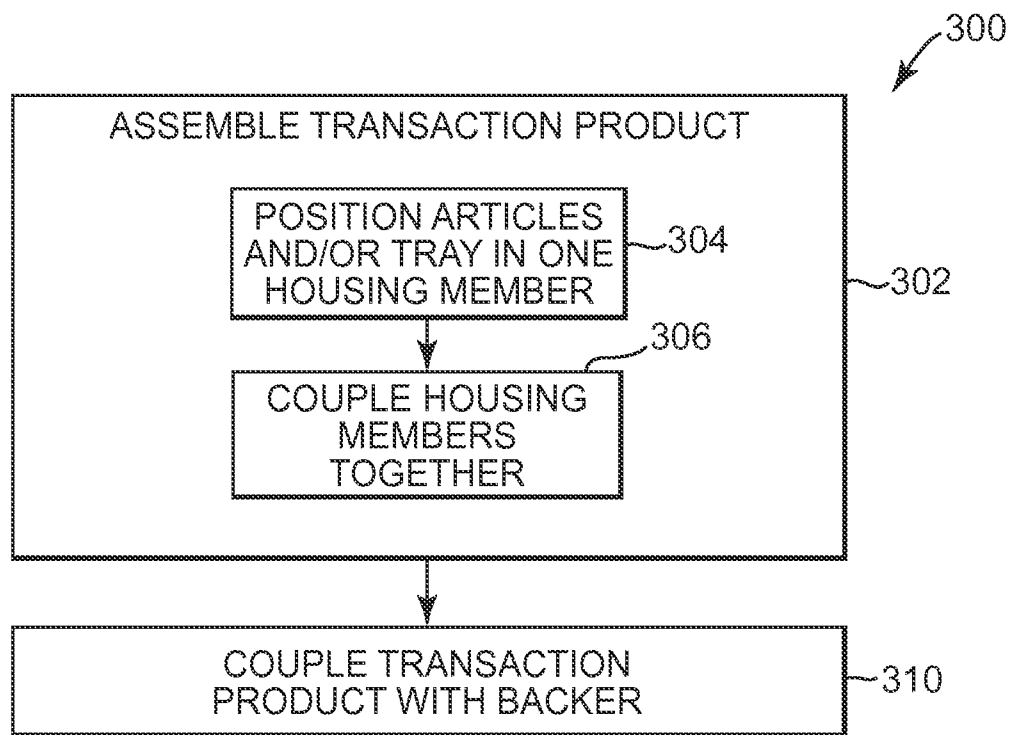 300
ASSEMBLE TRANSACTION PRODUCT
POSITION ARTICLES
AND/OR TRAY IN ONE
HOUSING MEMBER
304
302
306
COUPLE HOUSING
MEMBERS
TOGETHER
COUPLE TRANSACTION
PRODUCT WITH BACKER
310